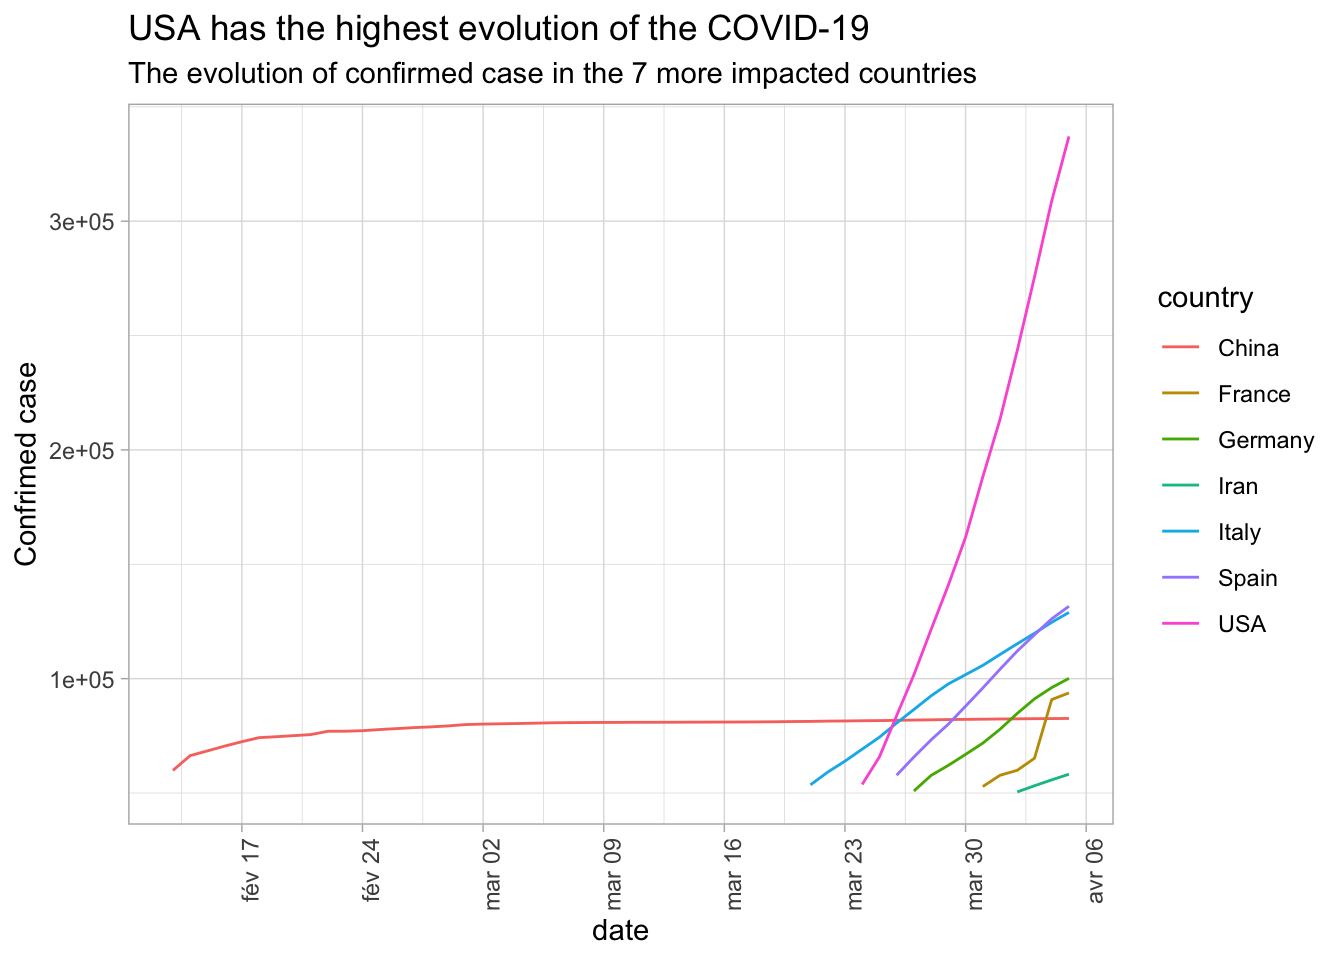 USA has the highest evolution of the COVID-19
The evolution of confirmed case in the 7 more impacted countries
Confrimed case
3e+05
2e+05
1e+05
fév 17
fév 24
mar 02
mar 09
mar 16
mar 23
mar 30
avr 06
date
country
China
France
Germany
Iran
Italy
Spain
USA